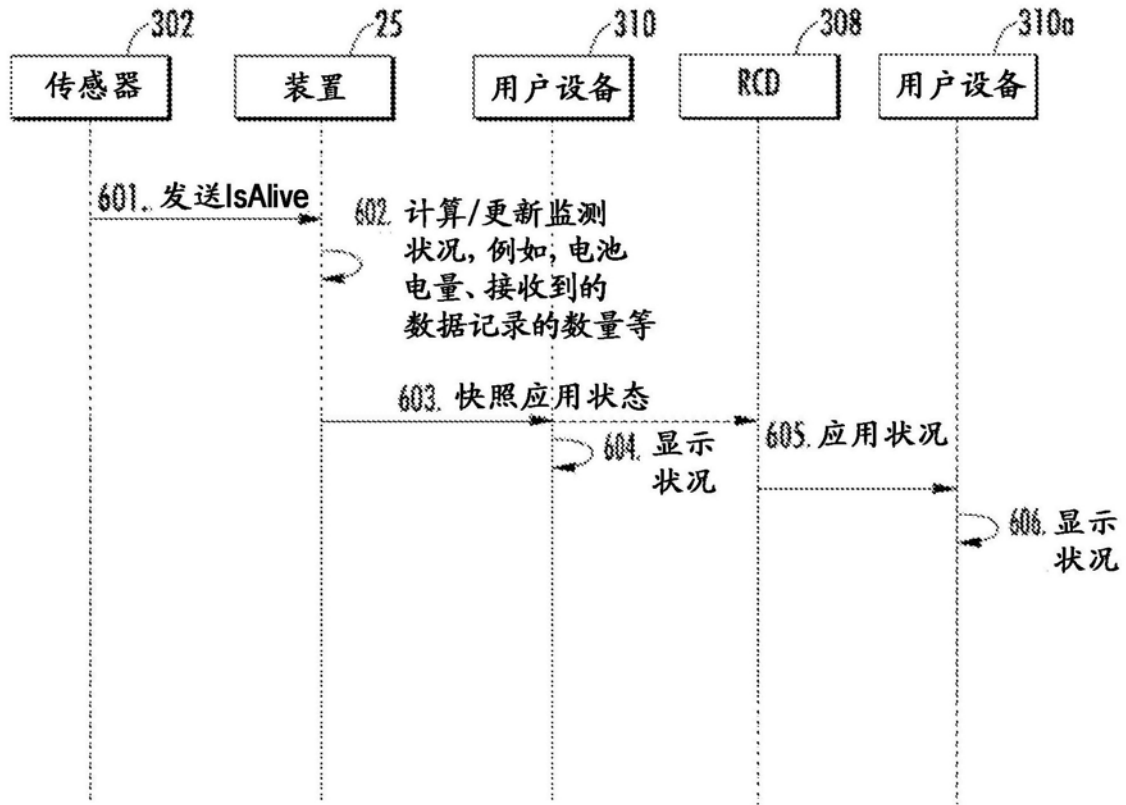 302
25
310
308
310a
传感器
装置
用户设备
RCD
用户设备
601. 发送IsAlive
602. 计算/更新监测
状况, 例如, 电池
电量、接收到的
数据记录的数量等
603. 快照应用状态
604. 显示
状况
605. 应用状况
606. 显示
状况